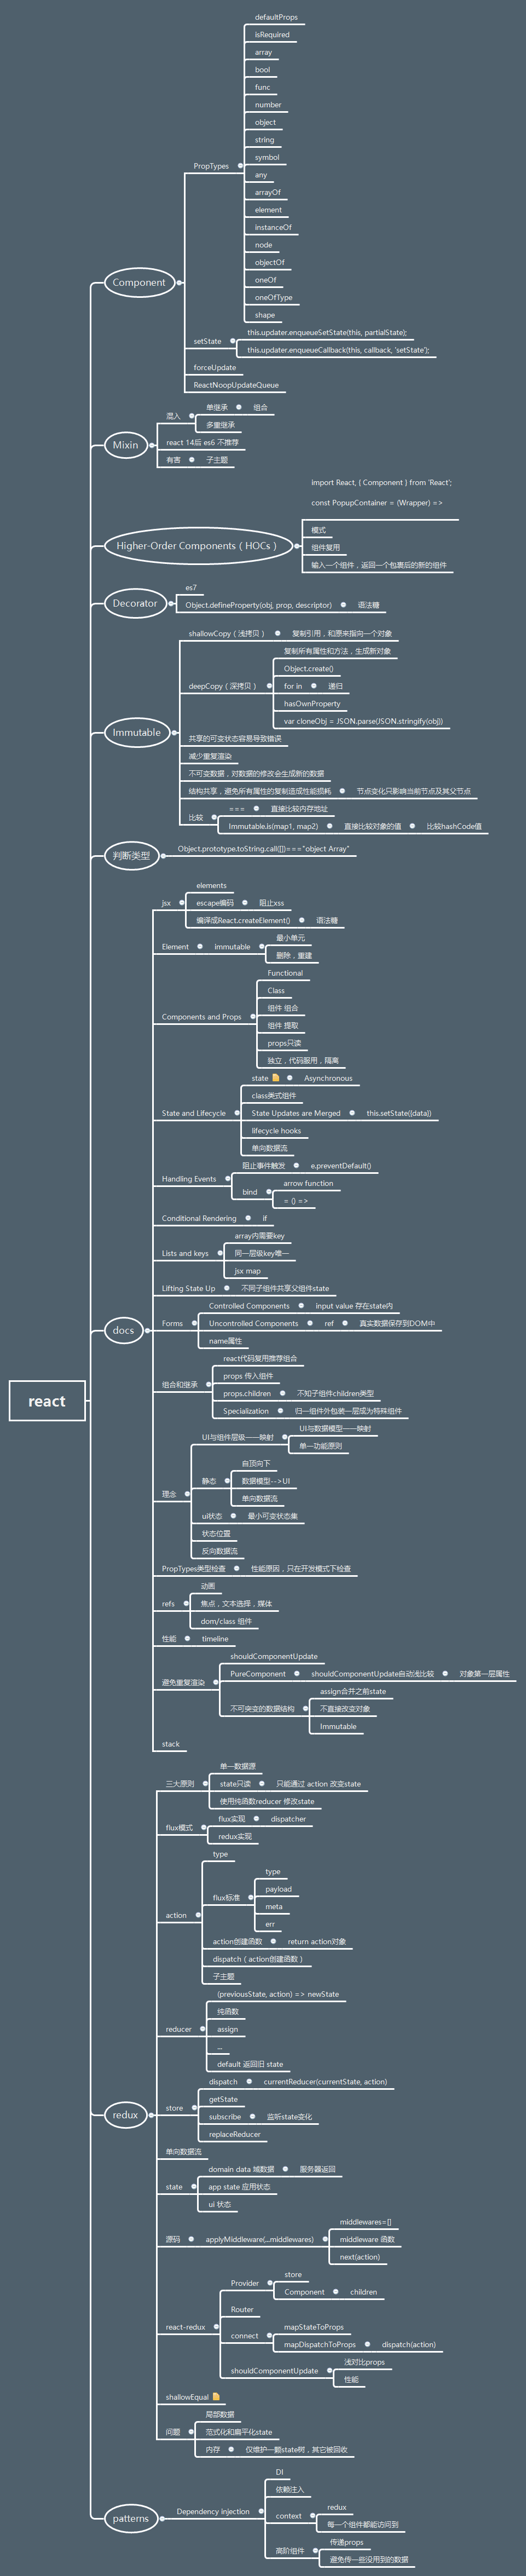 react
Component
PropTypes
defaultProps
isRequired
array
bool
func
number
object
string
symbol
any
arrayOf
element
instanceOf
node
objectOf
oneOf
oneOfType
shape
setState
this.updater.enqueueSetState(this, partialState);
this.updater.enqueueCallback(this, callback, 'setState');
forceUpdate
ReactNoopUpdateQueue
Mixin
混入
单继承
组合
多重继承
react 14后 es6 不推荐
有害
子主题
Higher-Order Components（HOCs）
import React, { Component } from 'React';
const PopupContainer = (Wrapper) =>
模式
组件复用
输入一个组件，返回一个包裹后的新的组件
Decorator
es7
Object.defineProperty(obj, prop, descriptor)
语法糖
Immutable
shallowCopy（浅拷贝）
复制引用，和原来指向一个对象
deepCopy（深拷贝）
复制所有属性和方法，生成新对象
Object.create()
for in
递归
hasOwnProperty
var cloneObj = JSON.parse(JSON.stringify(obj))
共享的可变状态容易导致错误
减少重复渲染
不可变数据，对数据的修改会生成新的数据
结构共享，避免所有属性的复制造成性能损耗
节点变化只影响当前节点及其父节点
比较
===
直接比较内存地址
Immutable.is(map1, map2)
直接比较对象的值
比较hashCode值
判断类型
Object.prototype.toString.call([])==="object Array"
docs
jsx
elements
escape编码
阻止xss
编译成React.createElement()
语法糖
Element
immutable
最小单元
删除，重建
Components and Props
Functional
Class
组件 组合
组件 提取
props只读
独立，代码服用，隔离
State and Lifecycle
state
Asynchronous
class类式组件
State Updates are Merged
this.setState({data})
lifecycle hooks
单向数据流
Handling Events
阻止事件触发
e.preventDefault()
bind
arrow function
= () =>
Conditional Rendering
if
Lists and keys
array内需要key
同一层级key唯一
jsx map
Lifting State Up
不同子组件共享父组件state
Forms
Controlled Components
input value 存在state内
Uncontrolled Components
ref
真实数据保存到DOM中
name属性
组合和继承
react代码复用推荐组合
props 传入组件
props.children
不知子组件children类型
Specialization
归一组件外包装一层成为特殊组件
理念
UI与组件层级一一映射
UI与数据模型一一映射
单一功能原则
静态
自顶向下
数据模型-->UI
单向数据流
ui状态
最小可变状态集
状态位置
反向数据流
PropTypes类型检查
性能原因，只在开发模式下检查
refs
动画
焦点，文本选择，媒体
dom/class 组件
性能
timeline
避免重复渲染
shouldComponentUpdate
PureComponent
shouldComponentUpdate自动浅比较
对象第一层属性
不可突变的数据结构
assign合并之前state
不直接改变对象
Immutable
stack
redux
三大原则
单一数据源
state只读
只能通过 action 改变state
使用纯函数reducer 修改state
flux模式
flux实现
dispatcher
redux实现
action
type
flux标准
type
payload
meta
err
action创建函数
return action对象
dispatch（action创建函数）
子主题
reducer
(previousState, action) => newState
纯函数
assign
...
default 返回旧 state
store
dispatch
currentReducer(currentState, action)
getState
subscribe
监听state变化
replaceReducer
单向数据流
state
domain data 域数据
服务器返回
app state 应用状态
ui 状态
源码
applyMiddleware(...middlewares)
middlewares=[]
middleware 函数
next(action)
react-redux
Provider
store
Component
children
Router
connect
mapStateToProps
mapDispatchToProps
dispatch(action)
shouldComponentUpdate
浅对比props
性能
shallowEqual
问题
局部数据
范式化和扁平化state
内存
仅维护一颗state树，其它被回收
patterns
Dependency injection
DI
依赖注入
context
redux
每一个组件都能访问到
高阶组件
传递props
避免传一些没用到的数据